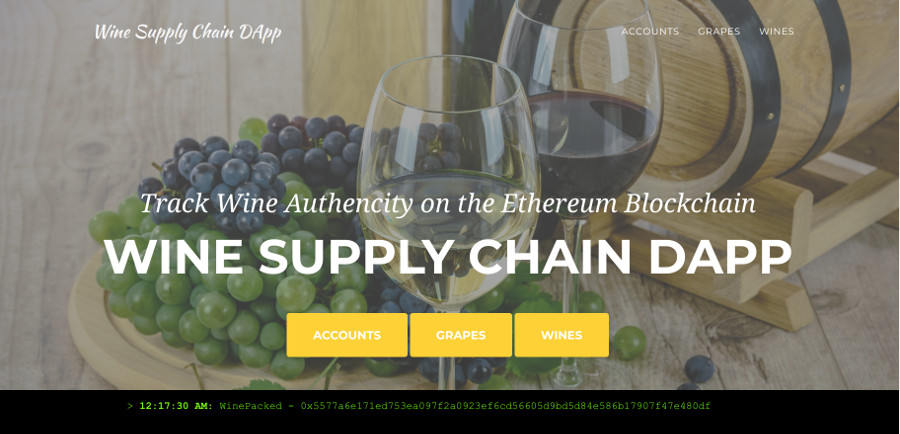 Wine Supply Chain DApp
ACCOUNTS GRAPES WINES
Track Wine Authencity on the Ethereum Blockchain
WINE SUPPLY CHAIN DAPP
ACCOUNTS GRAPES WINES
> 12:17:30 AM: WinePacked - 0x5577a6e171ed753ea097f2a0923ef6cd56605d9bd5d84e586b17907f47e480df